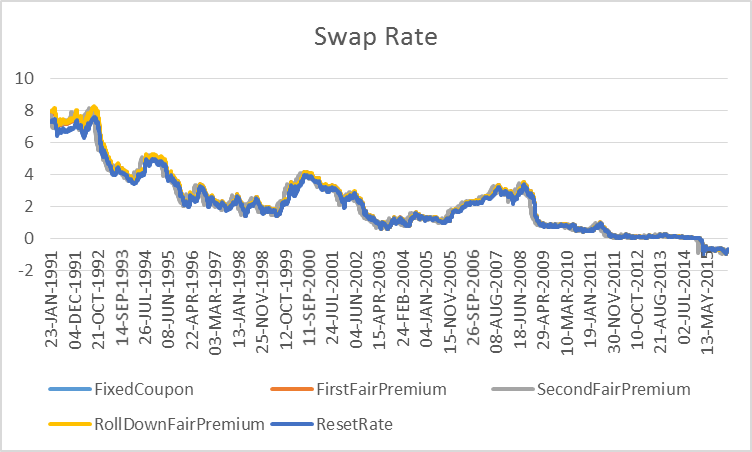 Swap Rate
10
8
6
4
2
0
-2
23-JAN-1991
04-DEC-1991
21-OCT-1992
14-SEP-1993
26-JUL-1994
08-JUN-1995
22-APR-1996
03-MAR-1997
13-JAN-1998
25-NOV-1998
12-OCT-1999
11-SEP-2000
24-JUL-2001
03-JUN-2002
15-APR-2003
24-FEB-2004
04-JAN-2005
15-NOV-2005
26-SEP-2006
08-AUG-2007
18-JUN-2008
29-APR-2009
10-MAR-2010
19-JAN-2011
30-NOV-2011
10-OCT-2012
21-AUG-2013
02-JUL-2014
13-MAY-2015
FixedCoupon FirstFairPremium SecondFairPremium
RollDownFairPremium ResetRate